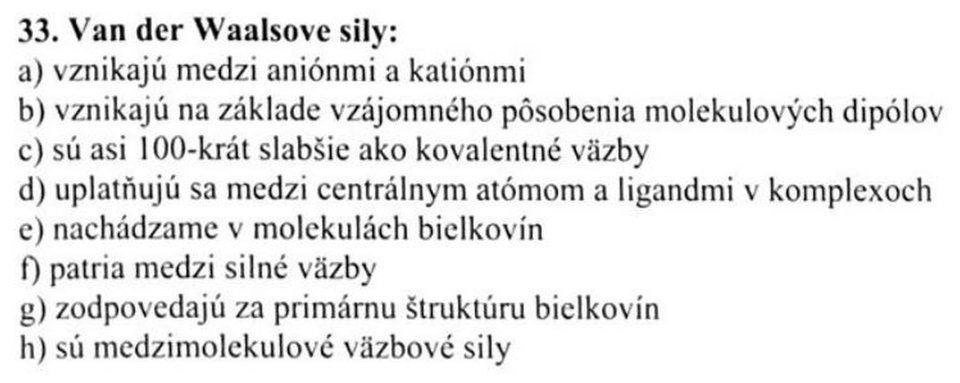 33. Van der Waalsove sily:
a) vznikajú medzi aniónmi a katiónmi
b) vznikajú na základe vzájomného pôsobenia molekulových dipólov
c) sú asi 100-krát slabšie ako kovalentné väzby
d) uplatňujú sa medzi centrálnym atómom a ligandmi v komplexoch
e) nachádzame v molekulách bielkovín
f) patria medzi silné väzby
g) zodpovedajú za primárnu štruktúru bielkovín
h) sú medzimolekulové väzbové sily